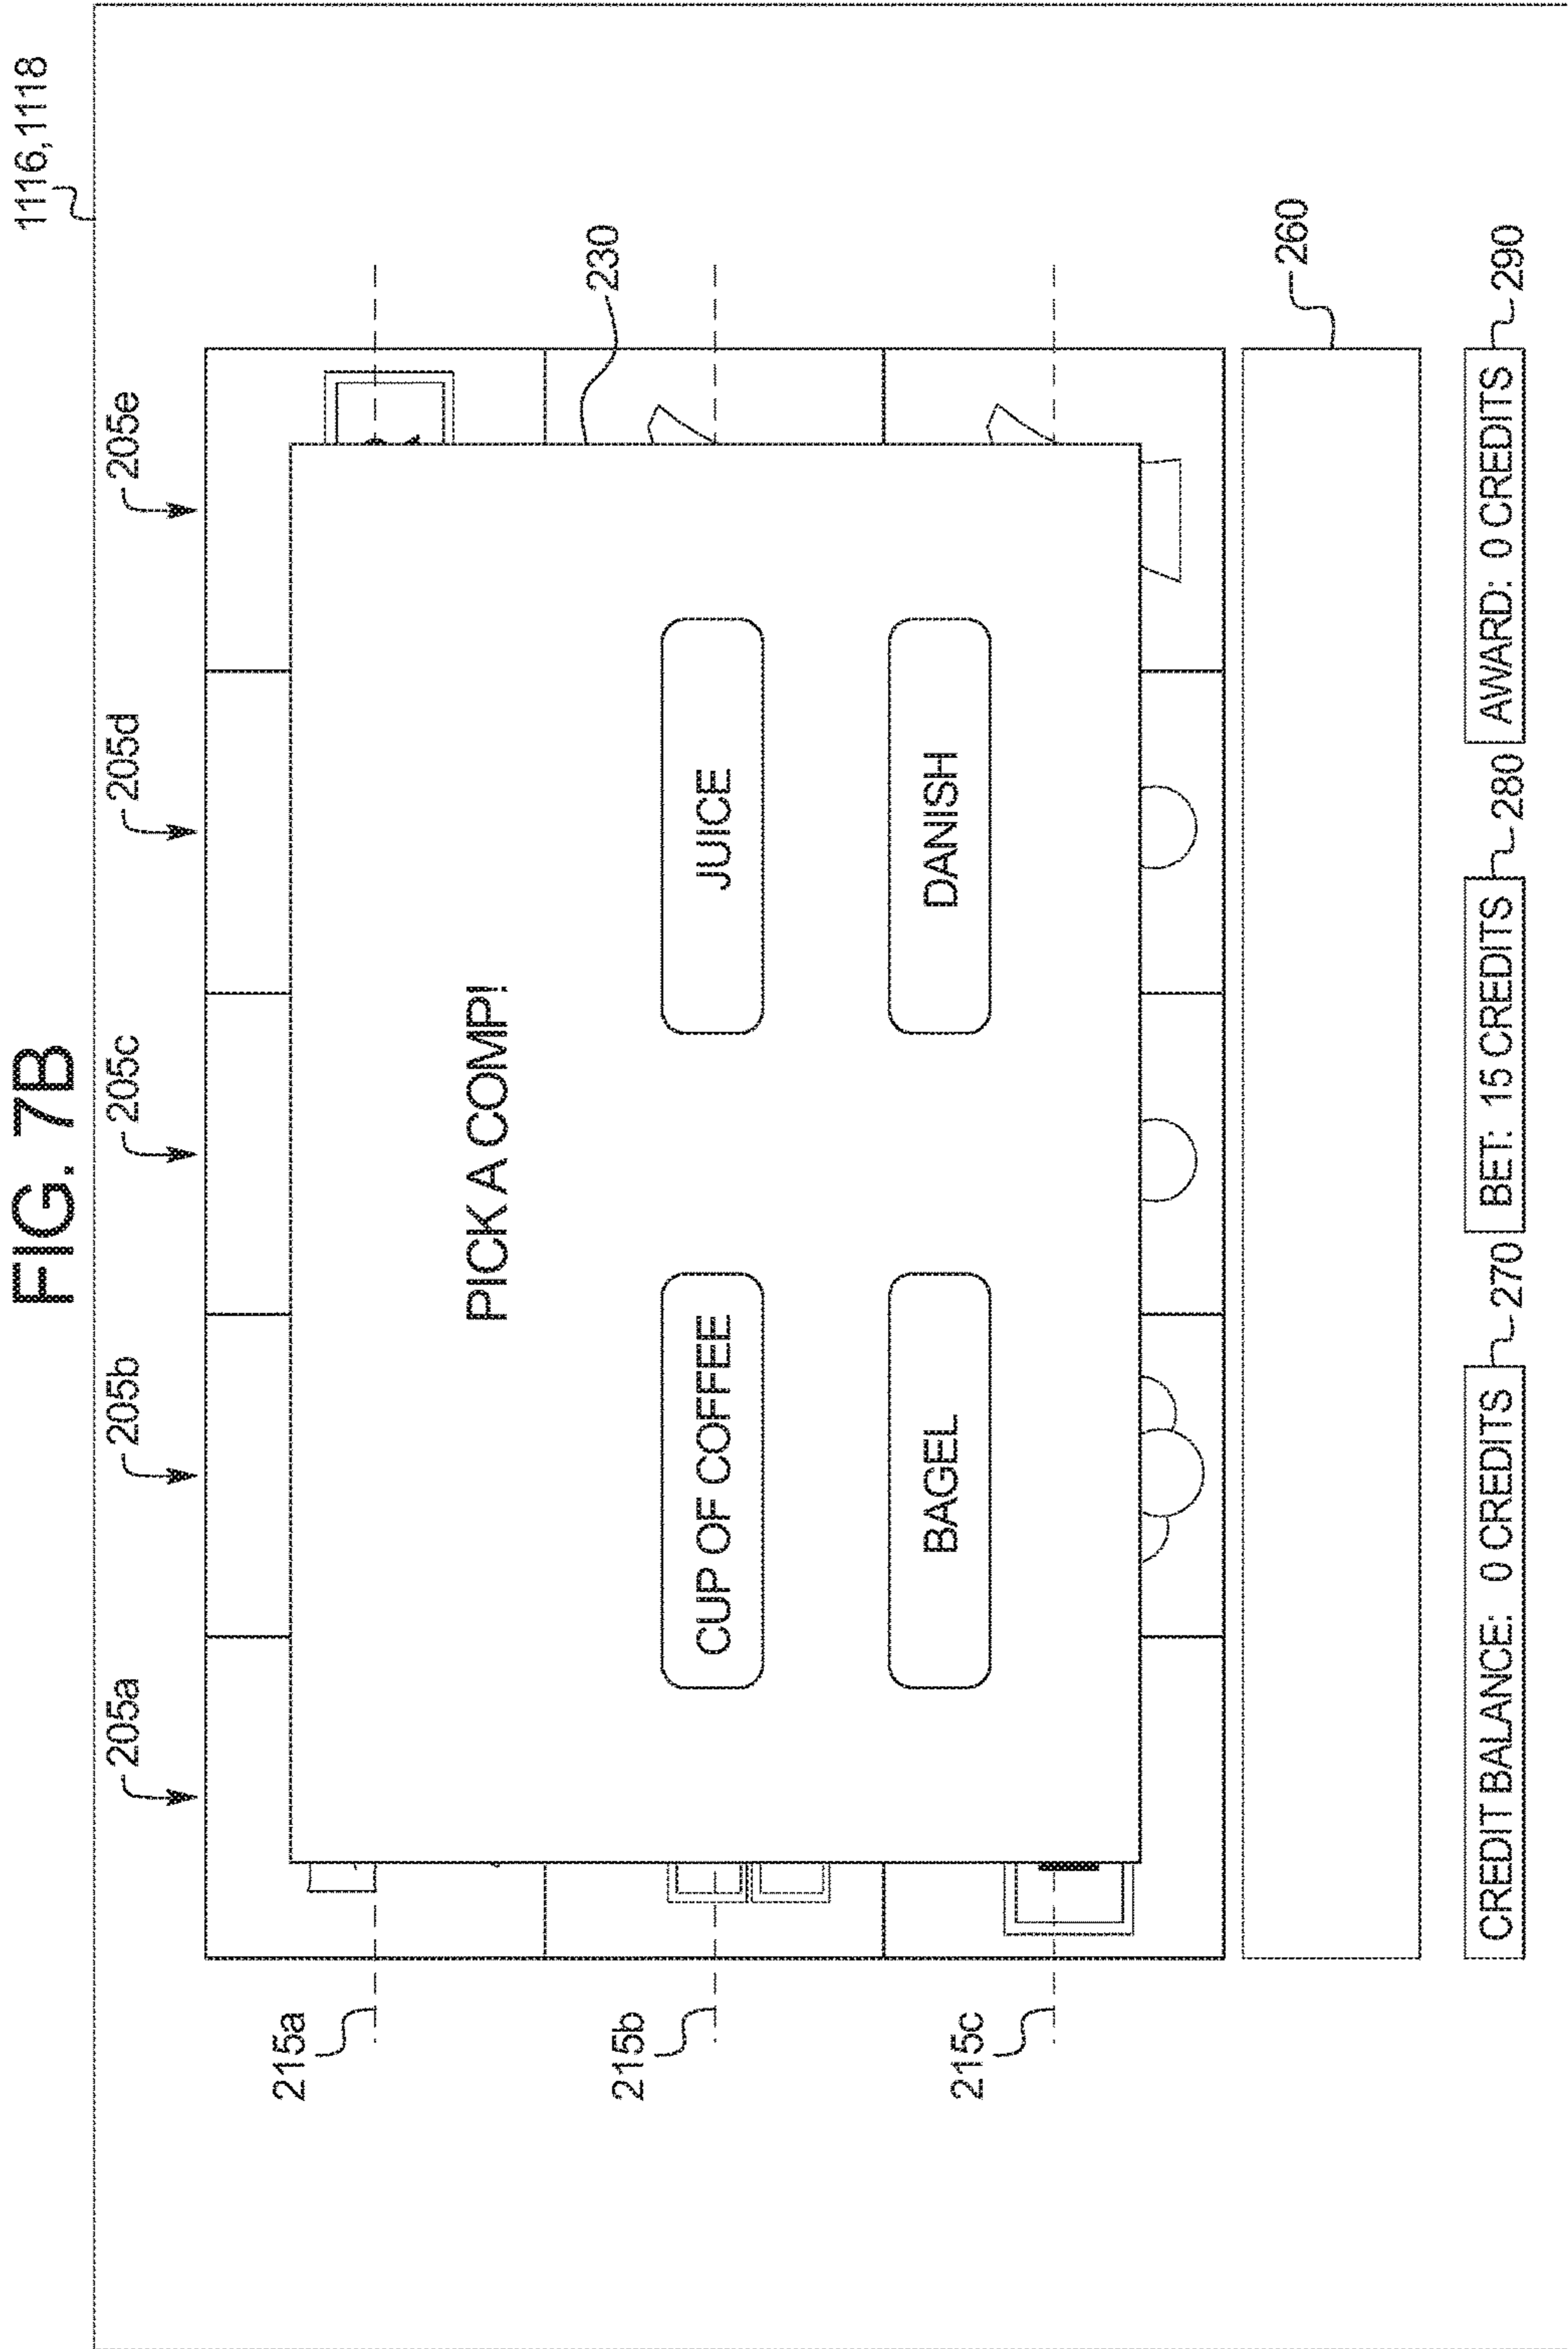 FIG. 7B
1116,1118
205a
205b
205c
205d
205e
215a
PICK A COMP!
230
215b
CUP OF COFFEE
JUICE
BAGEL
DANISH
215c
260
CREDIT BALANCE: 0 CREDITS
270
BET: 15 CREDITS
280
AWARD: 0 CREDITS
290